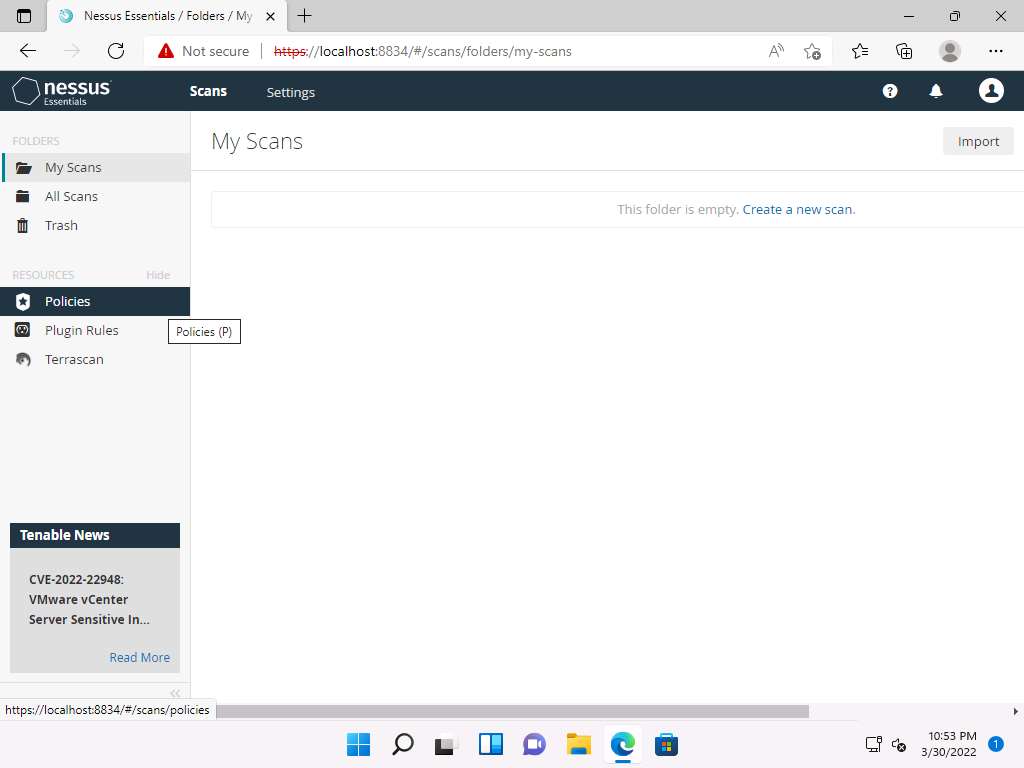 Nessus Essentials / Folders / My
Not secure
https://localhost:8834/#/scans/folders/my-scans
nessus
Essentials
Scans
Settings
FOLDERS
My Scans
All Scans
Trash
RESOURCES
Hide
Policies
Plugin Rules
Terrascan
Policies (P)
My Scans
Import
This folder is empty. Create a new scan.
Tenable News
CVE-2022-22948:
VMware vCenter
Server Sensitive In...
Read More
https://localhost:8834/#/scans/policies
10:53 PM
3/30/2022
1